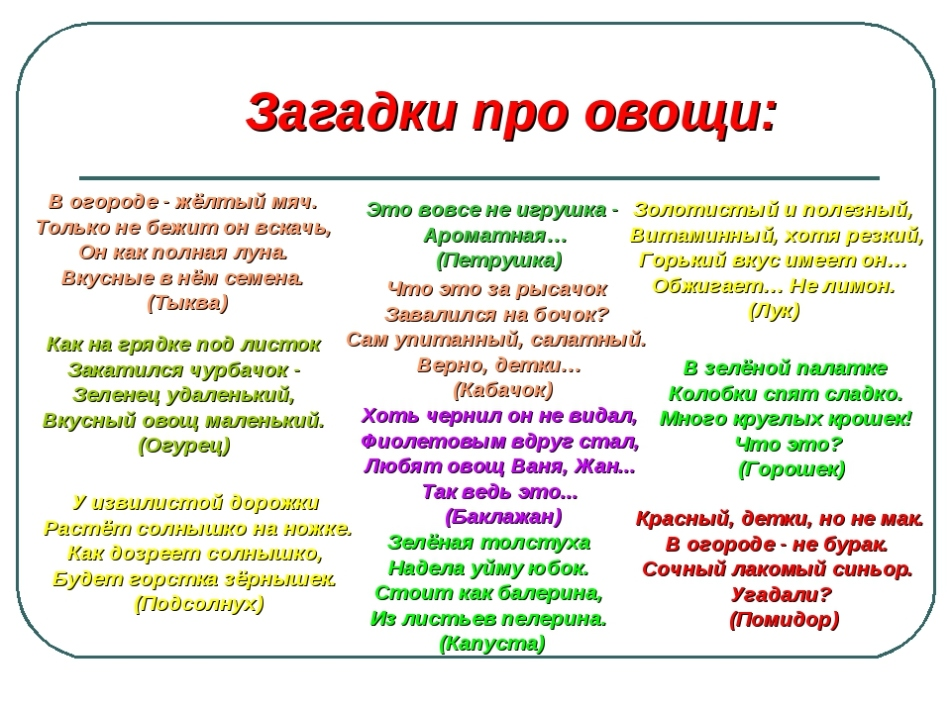 Загадки про овощи:
В огороде - жёлтый мяч.
Только не бежит он вскачь,
Он как полная луна.
Вкусные в нём семена.
(Тыква)
Как на грядке под листок
Закатился чурбачок -
Зеленец удаленький,
Вкусный овощ маленький.
(Огурец)
У извилистой дорожки
Растёт солнышко на ножке.
Как дозреет солнышко,
Будет горстка зёрнышек.
(Подсолнух)
Это вовсе не игрушка -
Ароматная…
(Петрушка)
Что это за рысачок
Завалился на бочок?
Сам упитанный, салатный.
Верно, детки…
(Кабачок)
Хоть чернил он не видал,
Фиолетовым вдруг стал,
Любят овощ Ваня, Жан...
Так ведь это...
(Баклажан)
Зелёная толстуха
Надела уйму юбок.
Стоит как балерина,
Из листьев пелерина.
(Капуста)
Золотистый и полезный,
Витаминный, хотя резкий,
Горький вкус имеет он…
Обжигает… Не лимон.
(Лук)
В зелёной палатке
Колобки спят сладко.
Много круглых крошек!
Что это?
(Горошек)
Красный, детки, но не мак.
В огороде - не бурак.
Сочный лакомый синьор.
Угадали?
(Помидор)